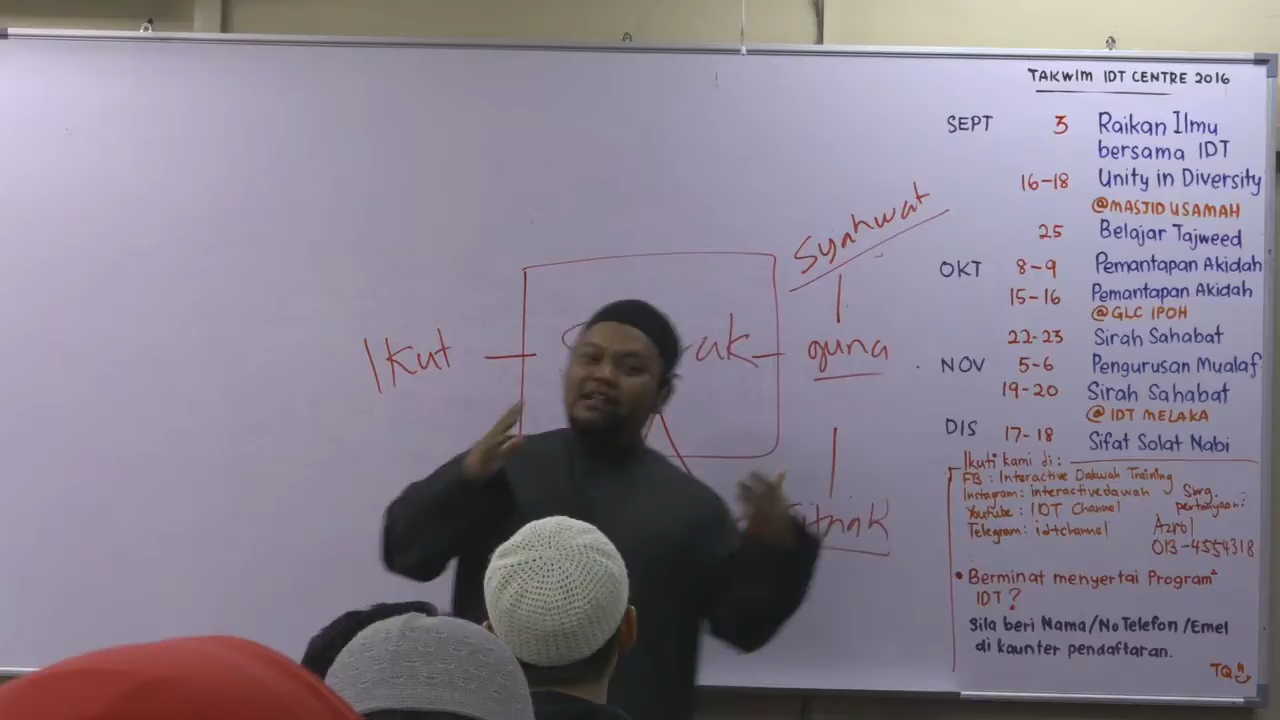 TAKWIM IDT CENTRE 2016
SEPT 3 Raikan Ilmu
bersama IDT
16-18 Unity in Diversity
@MASJID USAMAH
25 Belajar Tajweed
OKT 8-9 Pemantapan Akidah
15-16 Pemantapan Akidah
@GLC IPOH
22-23 Sirah Sahabat
NOV 5-6 Pengurusan Mualaf
19-20 Sirah Sahabat
@IDT MELAKA
DIS 17-18 Sifat Solat Nabi
Ikuti kami di:
FB: Interactive Dakwah Training
Instagram: interactivedawah
Youtube: IDT Channel
Telegram: idtchannel
Sbrg.
pertanyaan:
Azrol
013-4554318
• Berminat menyertai Program²
IDT?
Sila beri Nama/No Telefon/Emel
di kaunter pendaftaran.
TQ
Syahwat
Ikut
guna